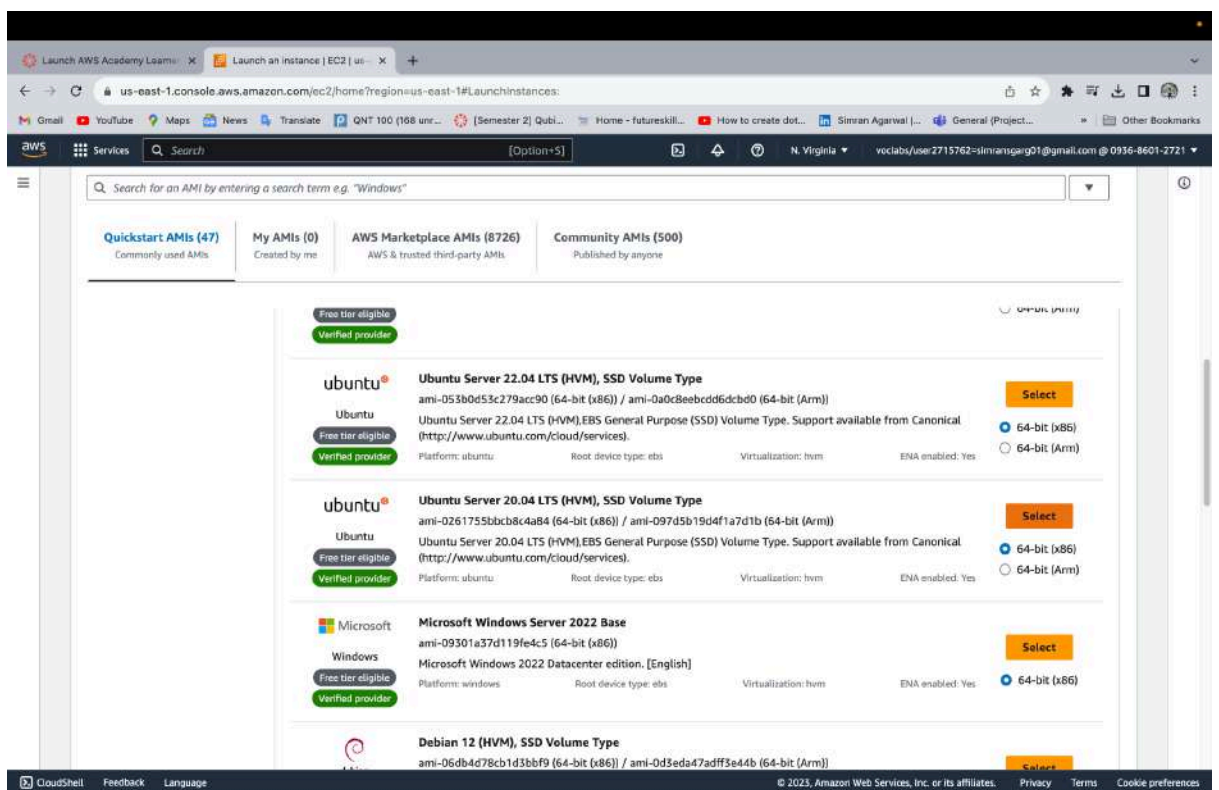 Launch AWS Academy Learne
Launch an instance | EC2 | us-
us-east-1.console.aws.amazon.com/ec2/home?region=us-east-1#LaunchInstances:
Gmail YouTube Maps News Translate QNT 100 (168 unr... [Semester 2] Qubi... Home - futureskill... How to create dot... Simran Agarwal |... General (Project... » Other Bookmarks
aws Services Search [Option+S] N. Virginia voclabs/user2715762=simransgarg01@gmail.com @ 0936-8601-2721
Search for an AMI by entering a search term e.g. "Windows"
Quickstart AMIs (47) My AMIs (0) AWS Marketplace AMIs (8726) Community AMIs (500)
Commonly used AMIs Created by me AWS & trusted third-party AMIs Published by anyone
Free tier eligible 64-bit (Arm)
Verified provider
ubuntu Ubuntu Server 22.04 LTS (HVM), SSD Volume Type Select
ami-053b0d53c279acc90 (64-bit (x86)) / ami-0a0c8eebcdd6dcbd0 (64-bit (Arm))
Ubuntu Ubuntu Server 22.04 LTS (HVM),EBS General Purpose (SSD) Volume Type. Support available from Canonical 64-bit (x86)
Free tier eligible (http://www.ubuntu.com/cloud/services). 64-bit (Arm)
Verified provider Platform: ubuntu Root device type: ebs Virtualization: hvm ENA enabled: Yes
ubuntu Ubuntu Server 20.04 LTS (HVM), SSD Volume Type Select
ami-0261755bbcb8c4a84 (64-bit (x86)) / ami-097d5b19d4f1a7d1b (64-bit (Arm))
Ubuntu Ubuntu Server 20.04 LTS (HVM),EBS General Purpose (SSD) Volume Type. Support available from Canonical 64-bit (x86)
Free tier eligible (http://www.ubuntu.com/cloud/services). 64-bit (Arm)
Verified provider Platform: ubuntu Root device type: ebs Virtualization: hvm ENA enabled: Yes
Microsoft Microsoft Windows Server 2022 Base Select
ami-09301a37d119fe4c5 (64-bit (x86))
Windows Microsoft Windows 2022 Datacenter edition. [English]
Free tier eligible Platform: windows Root device type: ebs Virtualization: hvm ENA enabled: Yes 64-bit (x86)
Verified provider
Debian 12 (HVM), SSD Volume Type
ami-06db4d78cb1d3bbf9 (64-bit (x86)) / ami-0d3eda47adff3e44b (64-bit (Arm)) Select
CloudShell Feedback Language © 2023, Amazon Web Services, Inc. or its affiliates. Privacy Terms Cookie preferences